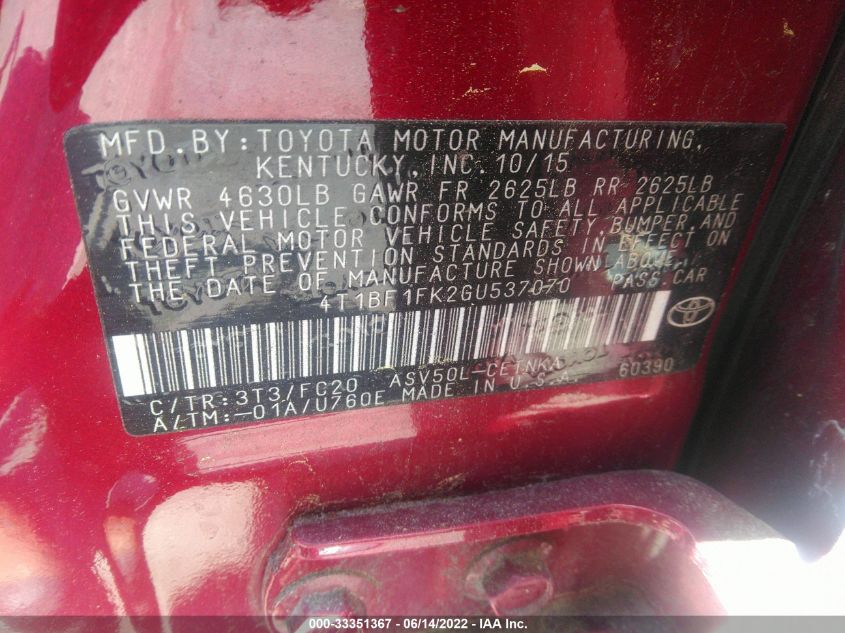 MFD.BY:TOYOTA MOTOR MANUFACTURING,
KENTUCKY,INC.10/15
GVWR 4630LB GAWR FR 2625LB RR 2625LB
THIS VEHICLE CONFORMS TO ALL APPLICABLE
FEDERAL MOTOR VEHICLE SAFETY,BUMPER AND
THEFT PREVENTION STANDARDS IN EFFECT ON
THE DATE OF MANUFACTURE SHOWN ABOVE.
4T1BF1FK2GU537070 PASS.CAR
C/TR:3T3/FC20 ASV50L-CETNKA 60390
A/TM:-01A/U760E MADE IN U.S.A.
000-33351367 - 06/14/2022 - IAA Inc.